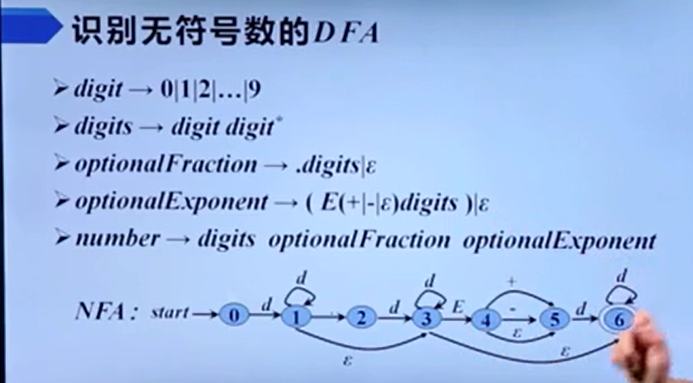 识别无符号数的DFA
digit → 0|1|2|…|9
digits → digit digit*
optionalFraction → .digits|ε
optionalExponent → ( E(+|-|ε)digits )|ε
number → digits optionalFraction optionalExponent
d d + d
NFA : start 0 d 1 . 2 d 3 E 4 - 5 d 6
ε ε ε